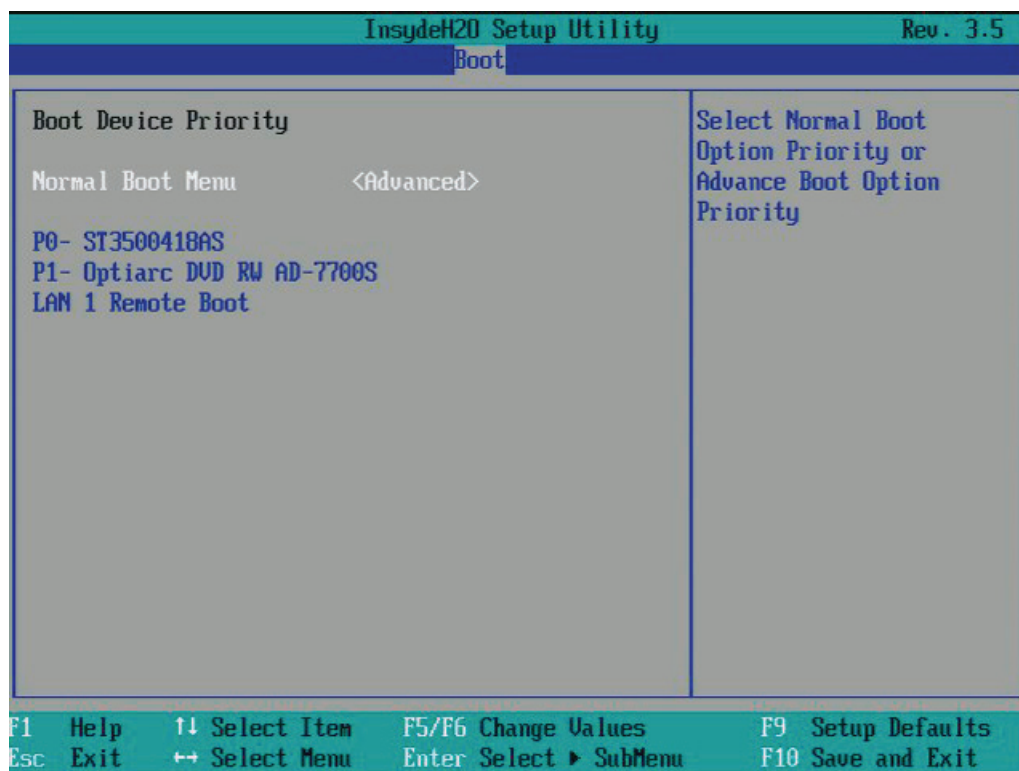 InsydeH2O Setup Utility Rev. 3.5
Boot
Boot Device Priority
Normal Boot Menu <Advanced>
P0- ST3500418AS
P1- Optiarc DVD RW AD-7700S
LAN 1 Remote Boot
Select Normal Boot
Option Priority or
Advance Boot Option
Priority
F1 Help ↑↓ Select Item F5/F6 Change Values F9 Setup Defaults
Esc Exit ←→ Select Menu Enter Select ▶ SubMenu F10 Save and Exit